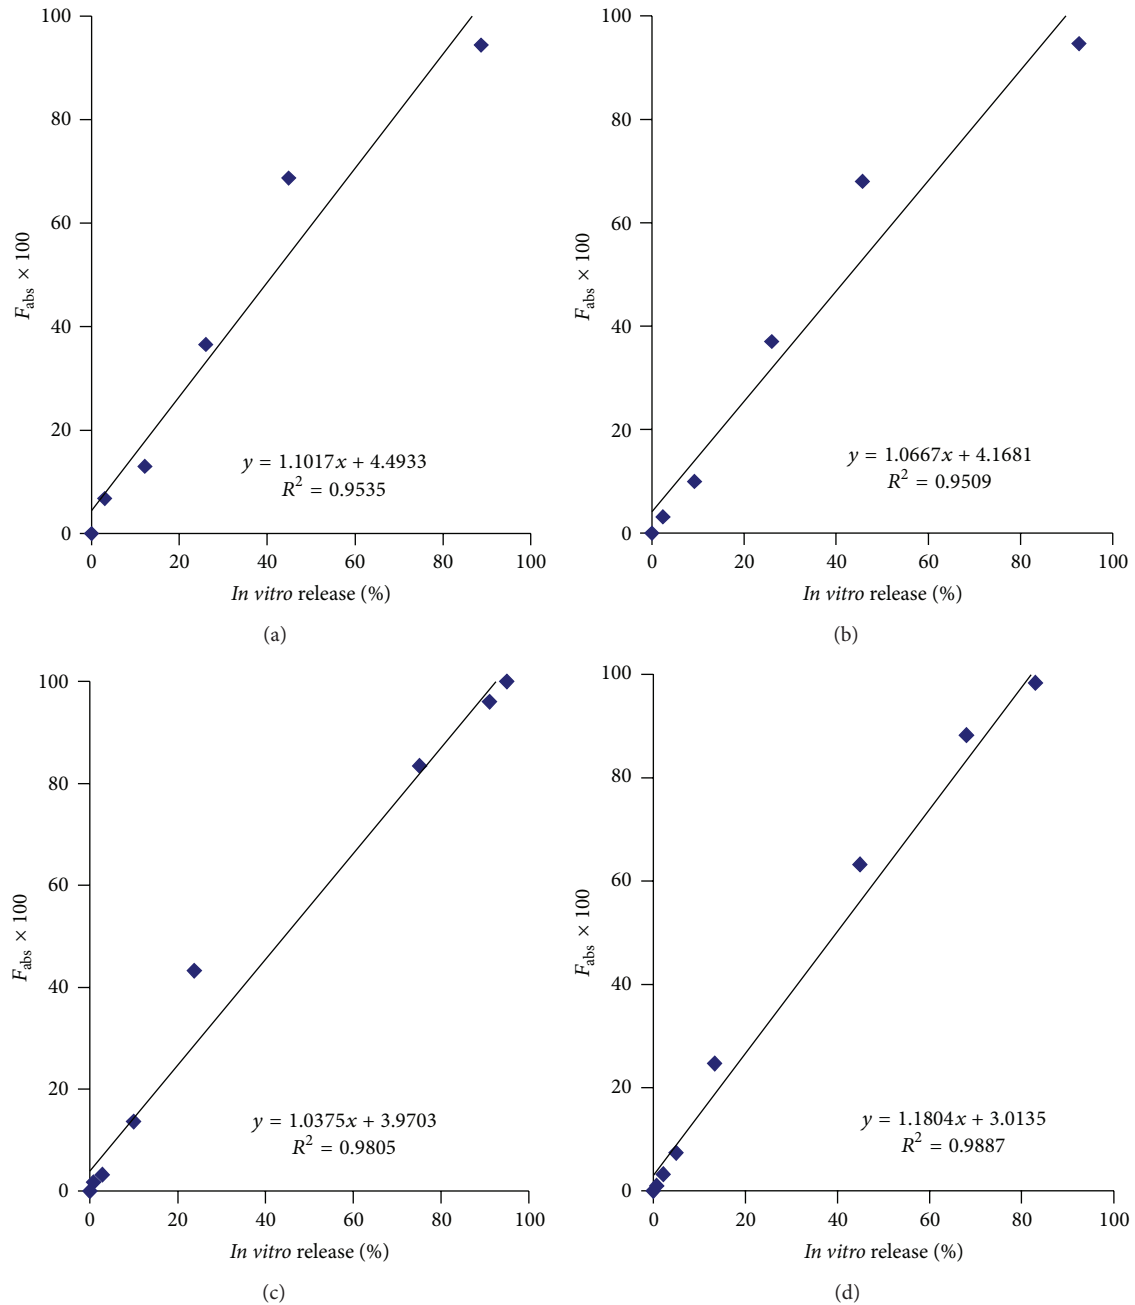 100
80
60
40
20
0
F_abs × 100
y = 1.1017x + 4.4933
R² = 0.9535
0 20 40 60 80 100
In vitro release (%)
(a)
100
80
60
40
20
0
F_abs × 100
y = 1.0667x + 4.1681
R² = 0.9509
0 20 40 60 80 100
In vitro release (%)
(b)
100
80
60
40
20
0
F_abs × 100
y = 1.0375x + 3.9703
R² = 0.9805
0 20 40 60 80 100
In vitro release (%)
(c)
100
80
60
40
20
0
F_abs × 100
y = 1.1804x + 3.0135
R² = 0.9887
0 20 40 60 80 100
In vitro release (%)
(d)